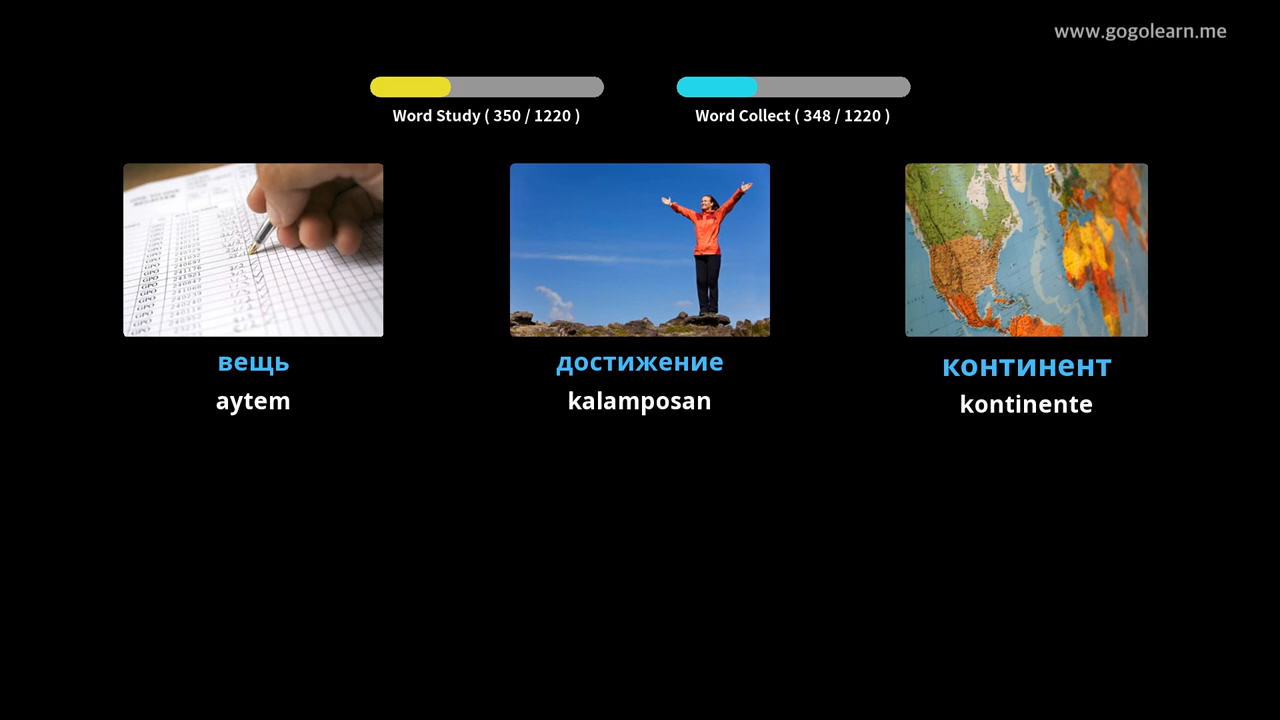 www.gogolearn.me
Word Study ( 350 / 1220 )
Word Collect ( 348 / 1220 )
вещь
aytem
достижение
kalamposan
континент
kontinente